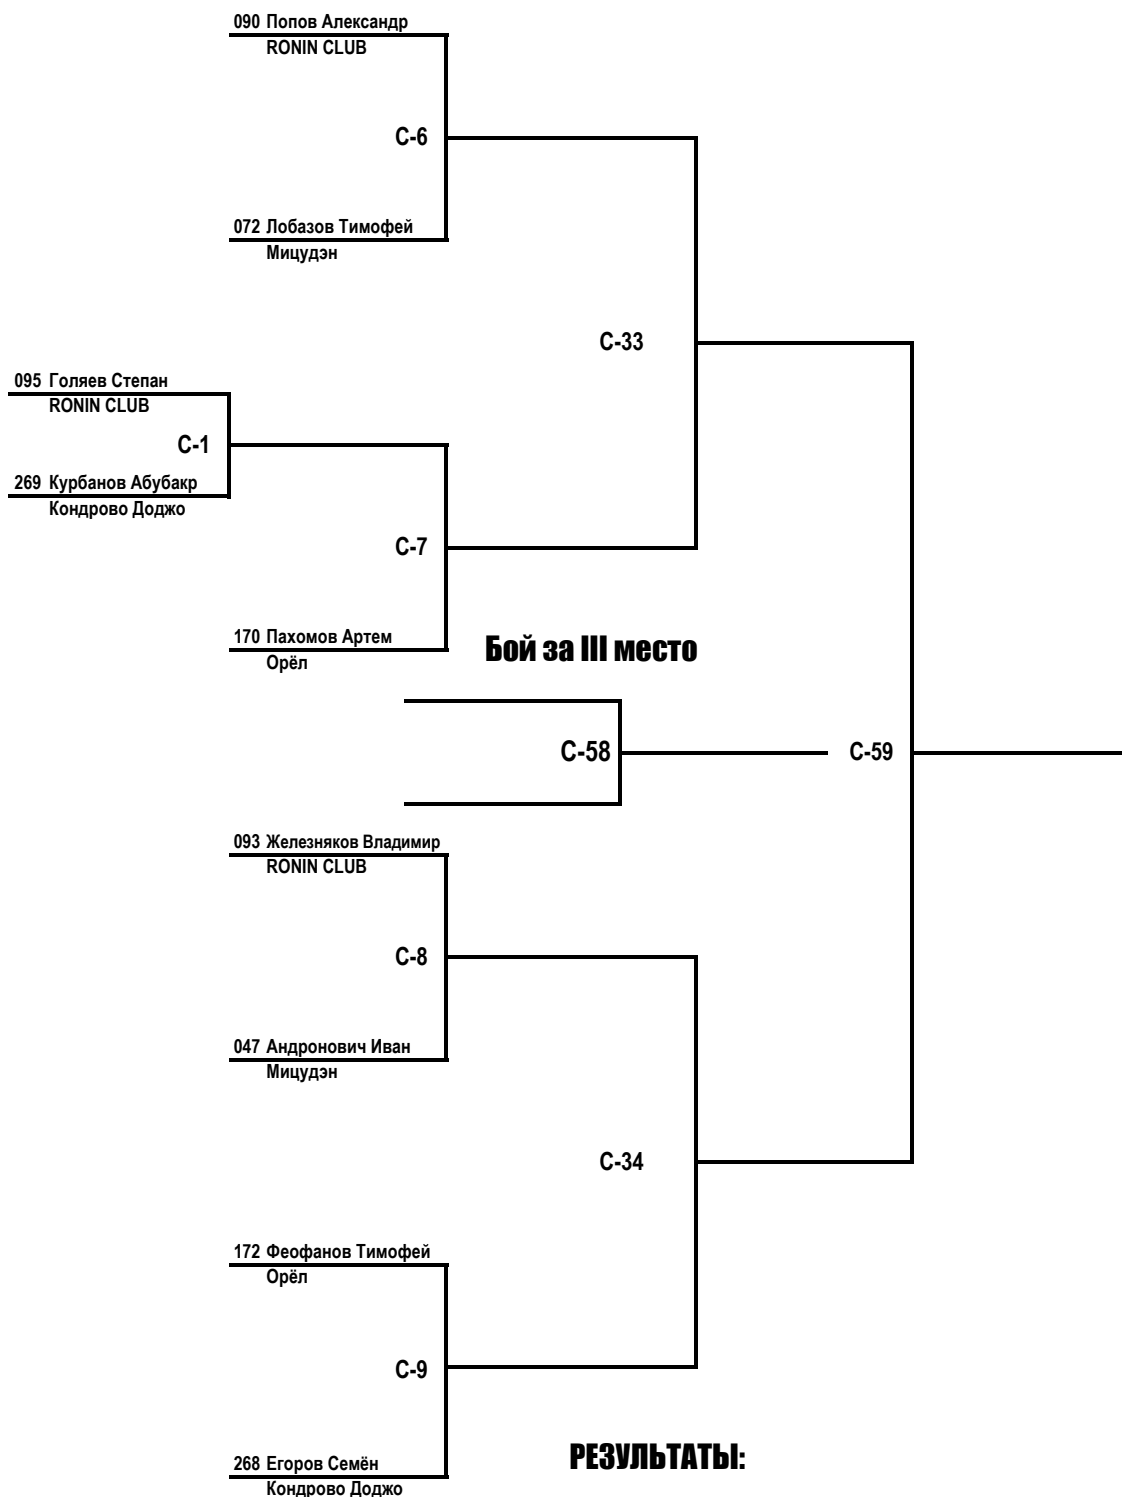 090 Попов Александр
RONIN CLUB
С-6
072 Лобазов Тимофей
Мицудэн
С-33
095 Голяев Степан
RONIN CLUB
С-1
269 Курбанов Абубакр
Кондрово Доджо
С-7
170 Пахомов Артем
Орёл
Бой за III место
С-58
С-59
093 Железняков Владимир
RONIN CLUB
С-8
047 Андронович Иван
Мицудэн
С-34
172 Феофанов Тимофей
Орёл
С-9
268 Егоров Семён
Кондрово Доджо
РЕЗУЛЬТАТЫ: